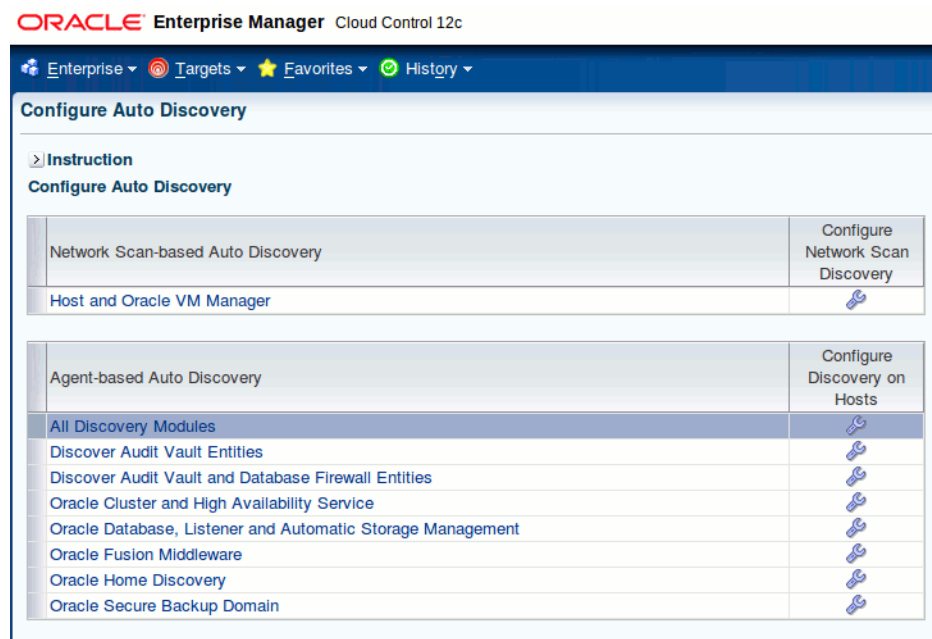 ORACLE Enterprise Manager Cloud Control 12c
Enterprise Targets Favorites History
Configure Auto Discovery
Instruction
Configure Auto Discovery
Network Scan-based Auto Discovery
Configure
Network Scan
Discovery
Host and Oracle VM Manager
Agent-based Auto Discovery
Configure
Discovery on
Hosts
All Discovery Modules
Discover Audit Vault Entities
Discover Audit Vault and Database Firewall Entities
Oracle Cluster and High Availability Service
Oracle Database, Listener and Automatic Storage Management
Oracle Fusion Middleware
Oracle Home Discovery
Oracle Secure Backup Domain